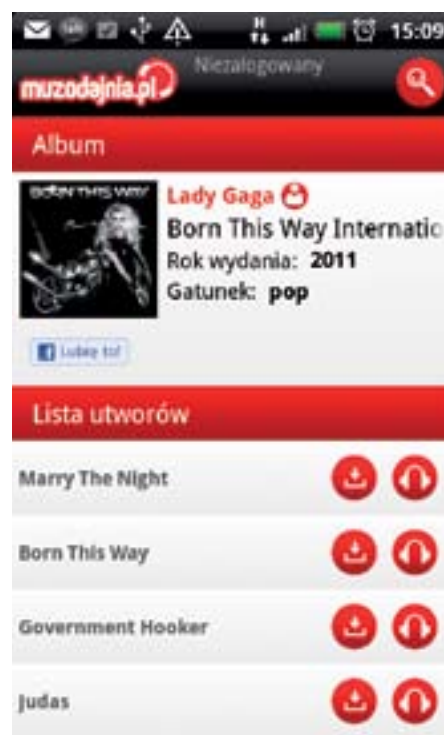 H
15:09
muzodajnia.pl
Niezalogowany
Album
BORN THIS WAY
Lady Gaga
Born This Way Internatio
Rok wydania: 2011
Gatunek: pop
Lubię to!
Lista utworów
Marry The Night
Born This Way
Government Hooker
Judas